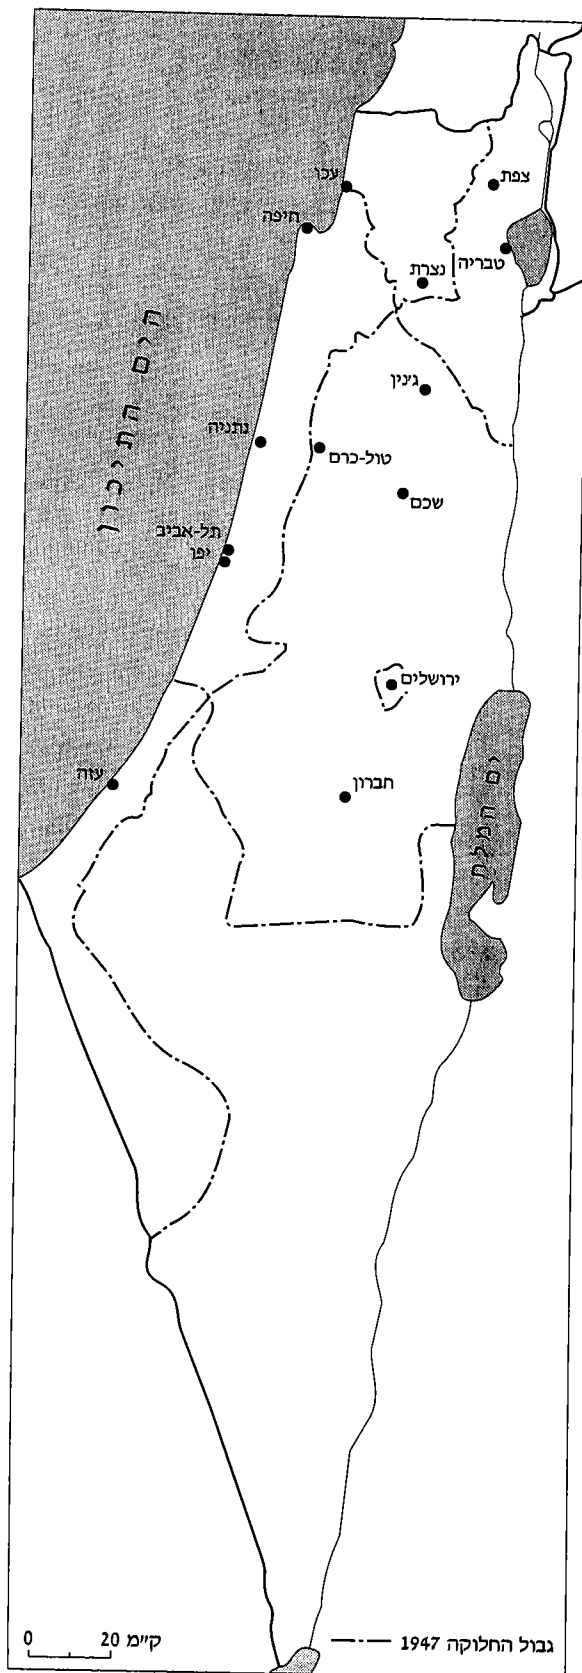 עכו
צפת
חיפה
טבריה
נצרת
הים התיכון
ג׳נין
נתניה
טול-כרם
שכם
תל-אביב
יפו
ירושלים
ים המלח
עזה
חברון
גבול החלוקה 1947
0 20 ק״מ